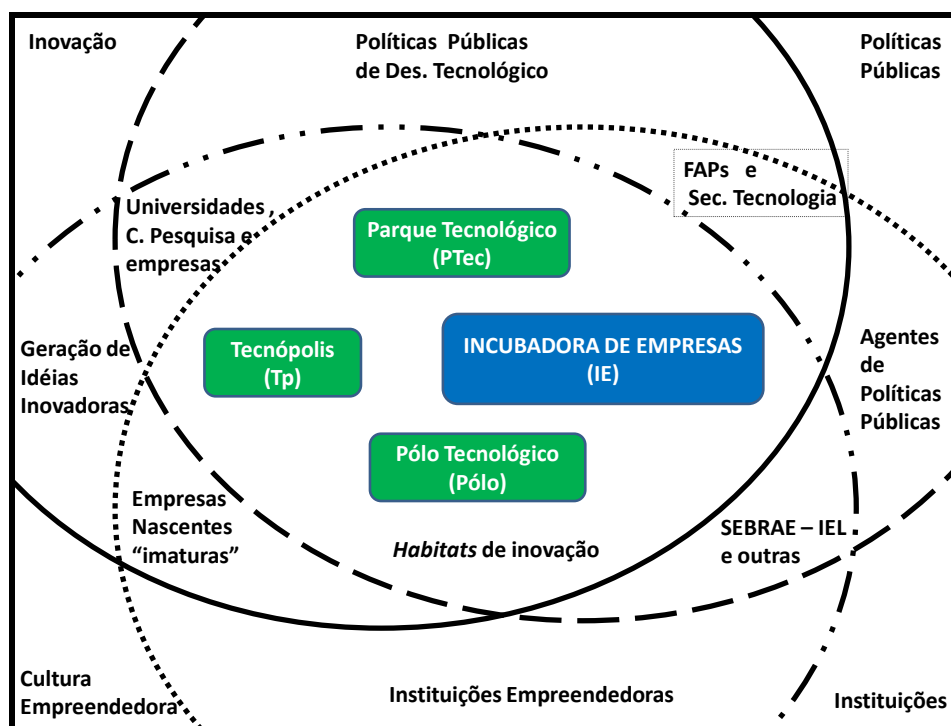 Inovação
Políticas Públicas
de Des. Tecnológico
Políticas
Públicas
FAPs e
Sec. Tecnologia
Universidades ,
C. Pesquisa e
empresas
Parque Tecnológico
(PTec)
Geração de
Idéias
Inovadoras
Tecnópolis
(Tp)
INCUBADORA DE EMPRESAS
(IE)
Agentes
de
Políticas
Públicas
Pólo Tecnológico
(Pólo)
Empresas
Nascentes
“imaturas”
Habitats de inovação
SEBRAE – IEL
e outras
Cultura
Empreendedora
Instituições Empreendedoras
Instituições